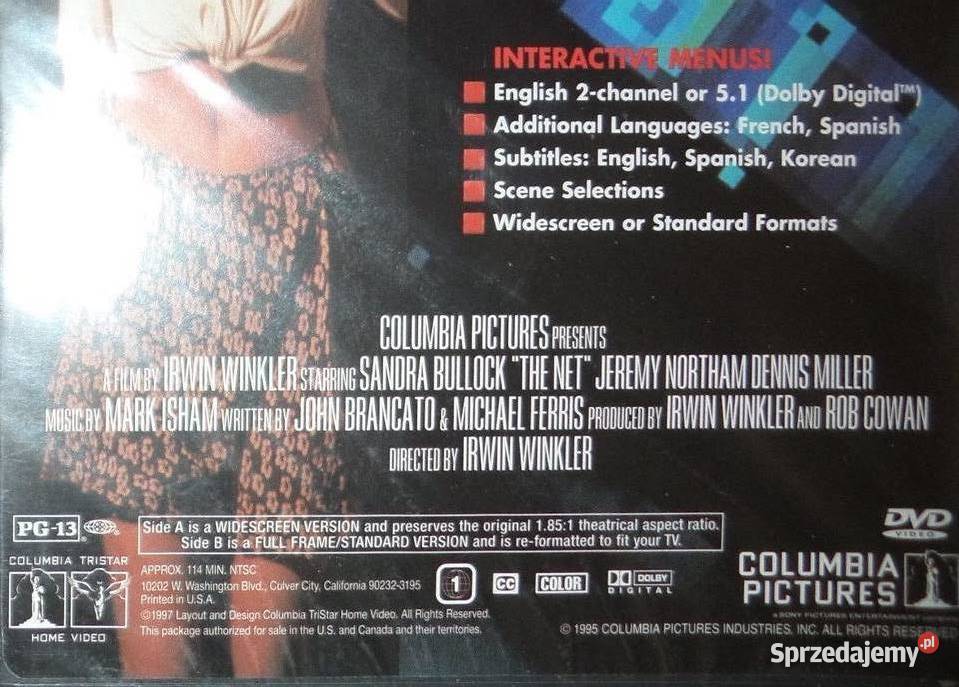 INTERACTIVE MENUS!
English 2-channel or 5.1 (Dolby Digital™)
Additional Languages: French, Spanish
Subtitles: English, Spanish, Korean
Scene Selections
Widescreen or Standard Formats
COLUMBIA PICTURES PRESENTS
A FILM BY IRWIN WINKLER STARRING SANDRA BULLOCK "THE NET" JEREMY NORTHAM DENNIS MILLER
MUSIC BY MARK ISHAM WRITTEN BY JOHN BRANCATO & MICHAEL FERRIS PRODUCED BY IRWIN WINKLER AND ROB COWAN
DIRECTED BY IRWIN WINKLER
PG-13
Side A is a WIDESCREEN VERSION and preserves the original 1.85:1 theatrical aspect ratio.
Side B is a FULL FRAME/STANDARD VERSION and is re-formatted to fit your TV.
DVD
VIDEO
COLUMBIA TRISTAR
HOME VIDEO
APPROX. 114 MIN. NTSC
10202 W. Washington Blvd., Culver City, California 90232-3195
Printed in U.S.A.
©1997 Layout and Design Columbia TriStar Home Video. All Rights Reserved.
This package authorized for sale in the U.S. and Canada and their territories.
1
CC
COLOR
DOLBY
DIGITAL
COLUMBIA
PICTURES
A SONY PICTURES ENTERTAINMENT
© 1995 COLUMBIA PICTURES INDUSTRIES, INC. ALL RIGHTS
Sprzedajemy.pl